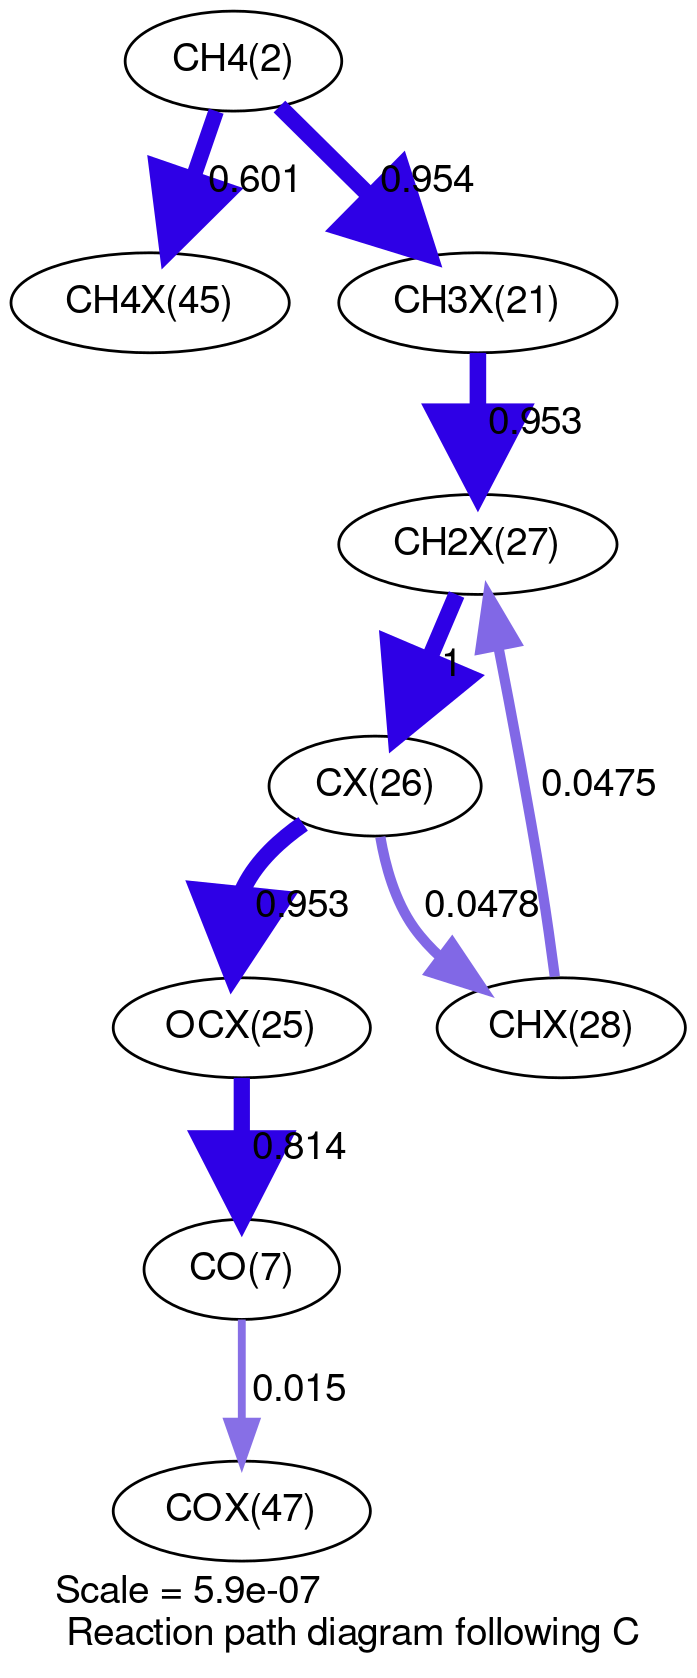 CH4(2)
0.601
0.954
CH4X(45)
CH3X(21)
0.953
CH2X(27)
1
CX(26)
0.0475
0.953
0.0478
OCX(25)
CHX(28)
0.814
CO(7)
0.015
COX(47)
Scale = 5.9e-07
Reaction path diagram following C